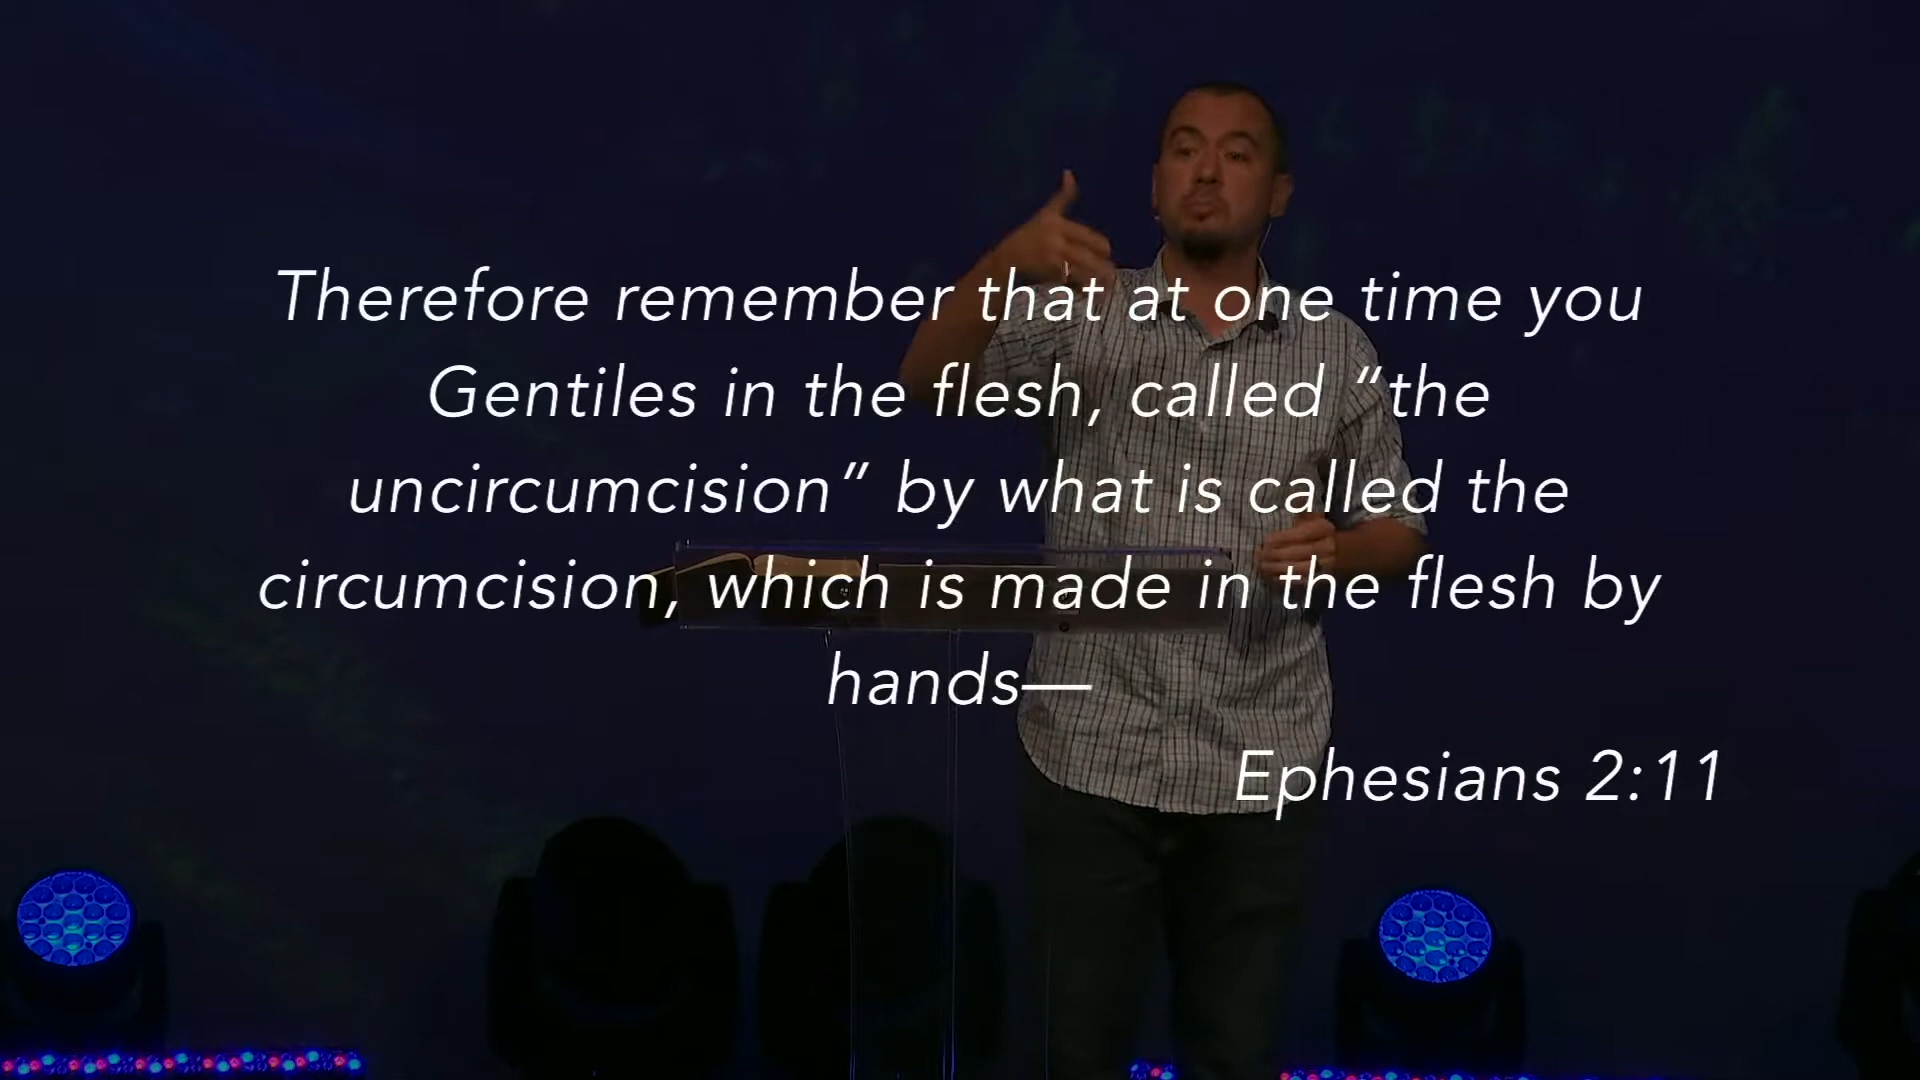 Therefore remember that at one time you
Gentiles in the flesh, called “the
uncircumcision” by what is called the
circumcision, which is made in the flesh by
hands—
Ephesians 2:11